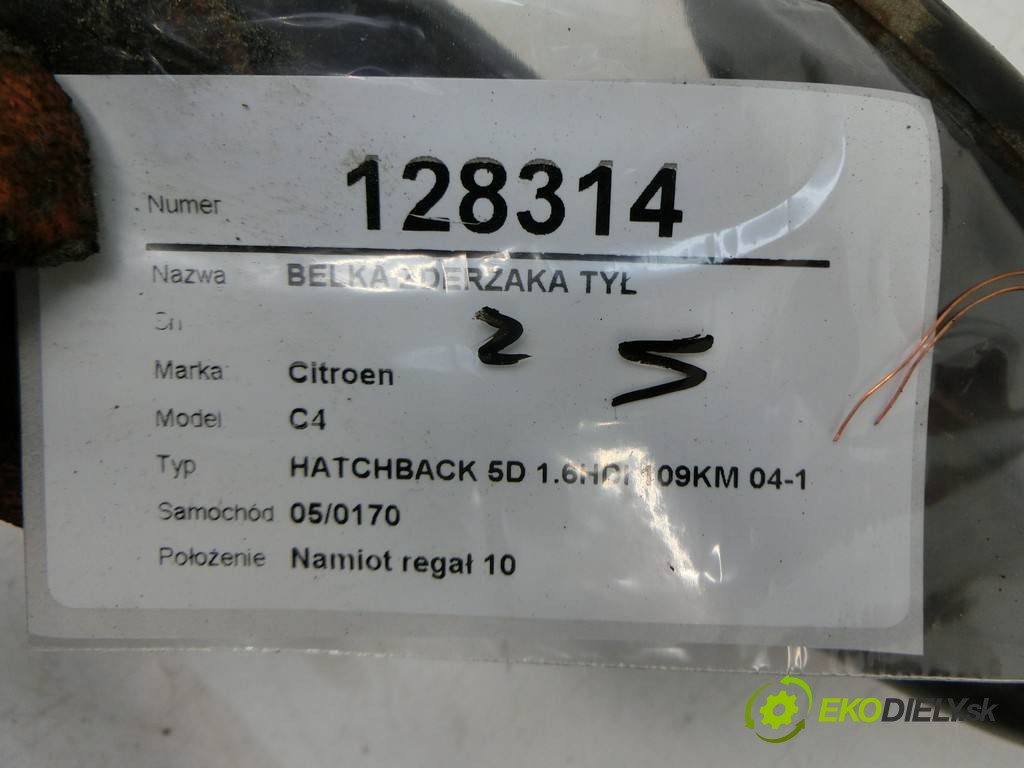 Numer 128314
Nazwa BELKA ZDERZAKA TYŁ
Sn
2
Marka Citroen
Model C4
Typ HATCHBACK 5D 1.6HDI 109KM 04-1
Samochód 05/0170
Położenie Namiot regał 10
EKODIELY.sk